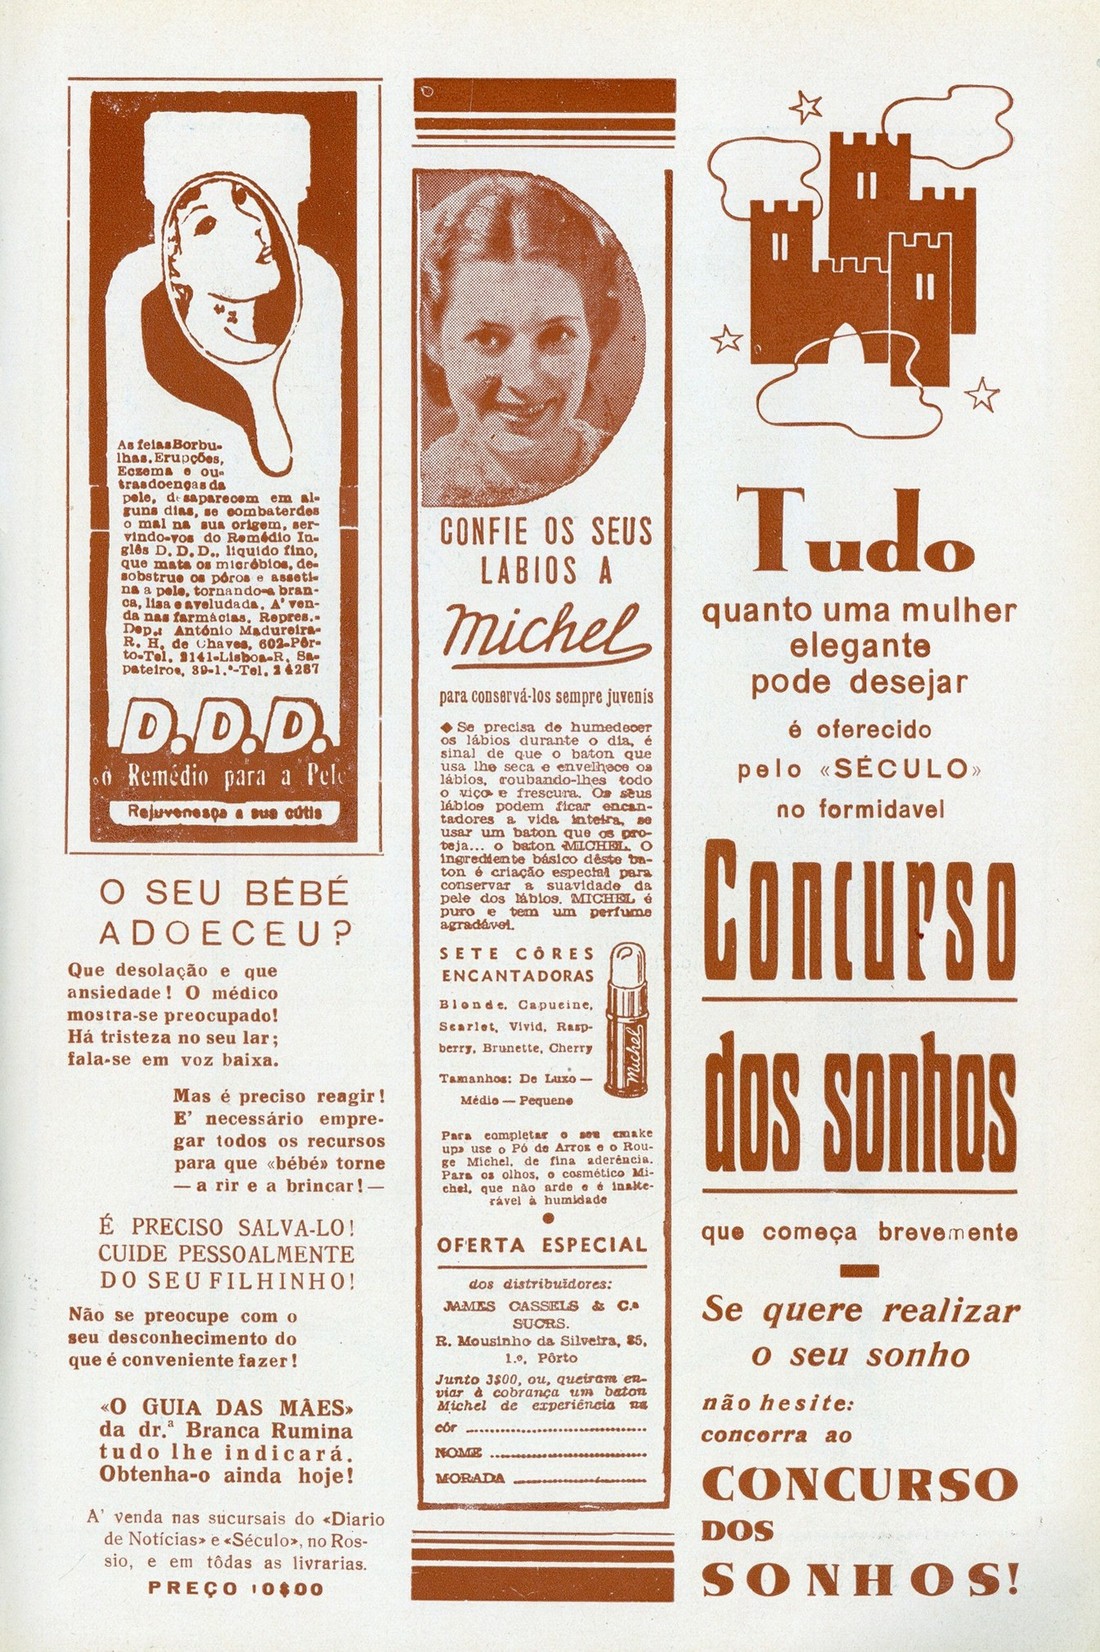 As feias Borbu-
lhas, Erupções,
Eczema e ou-
tras doenças da
pele, desaparecem em al-
guns dias, se combaterdes
o mal na sua origem, ser-
vindo-vos do Remédio In-
glês D. D. D., liquido fino,
que mata os micróbios, de-
sobstrue os póros e asseti-
na a pele, tornando-a bran-
ca, lisa e aveludada. A' ven-
da nas farmácias. Repres.-
Dep.: António Madureira-
R. H. de Chaves, 602-Pôr-
to-Tel. 2141-Lisboa-R. Sa-
pateiros, 39-1.º-Tel. 2 4287
D.D.D.
o Remédio para a Pele
Rejuvenesça a sua cútis
O SEU BÉBÉ
ADOECEU?
Que desolação e que
ansiedade! O médico
mostra-se preocupado!
Há tristeza no seu lar;
fala-se em voz baixa.
Mas é preciso reagir!
E' necessário empre-
gar todos os recursos
para que «bébé» torne
— a rir e a brincar! —
É PRECISO SALVA-LO!
CUIDE PESSOALMENTE
DO SEU FILHINHO!
Não se preocupe com o
seu desconhecimento do
que é conveniente fazer!
«O GUIA DAS MÃES»
da dr.ª Branca Rumina
tudo lhe indicará.
Obtenha-o ainda hoje!
A' venda nas sucursais do «Diario
de Notícias» e «Século», no Ros-
sio, e em tôdas as livrarias.
PREÇO 10$00
CONFIE OS SEUS
LABIOS A
Michel
para conservá-los sempre juvenis
◆ Se precisa de humedecer
os lábios durante o dia, é
sinal de que o baton que
usa lhe seca e envelhece os
lábios, roubando-lhes todo
o viço e frescura. Os seus
lábios podem ficar encan-
tadores a vida inteira, se
usar um baton que os pro-
teja... o baton MICHEL. O
ingrediente básico dêste ba-
ton é criação especial para
conservar a suavidade da
pele dos lábios. MICHEL é
puro e tem um perfume
agradável.
SETE CÔRES
ENCANTADORAS
Blonde, Capucine,
Scarlet, Vivid, Rasp-
berry, Brunette, Cherry
Michel
Tamanhos: De Luxo —
Médio — Pequeno
Para completar o seu «make
up» use o Pó de Arroz e o Rou-
ge Michel, de fina aderência.
Para os olhos, o cosmético Mi-
chel, que não arde e é inalte-
rável à humidade
●
OFERTA ESPECIAL
dos distribuïdores:
JAMES CASSELS & C.ª
SUCRS.
R. Mousinho da Silveira, 85,
1.º, Pôrto
Junto 3$00, ou, queiram en-
viar à cobrança um baton
Michel de experiência na
côr
NOME
MORADA
Tudo
quanto uma mulher
elegante
pode desejar
é oferecido
pelo «SÉCULO»
no formidavel
Concurso
dos sonhos
que começa brevemente
Se quere realizar
o seu sonho
não hesite:
concorra ao
CONCURSO
DOS
SONHOS!